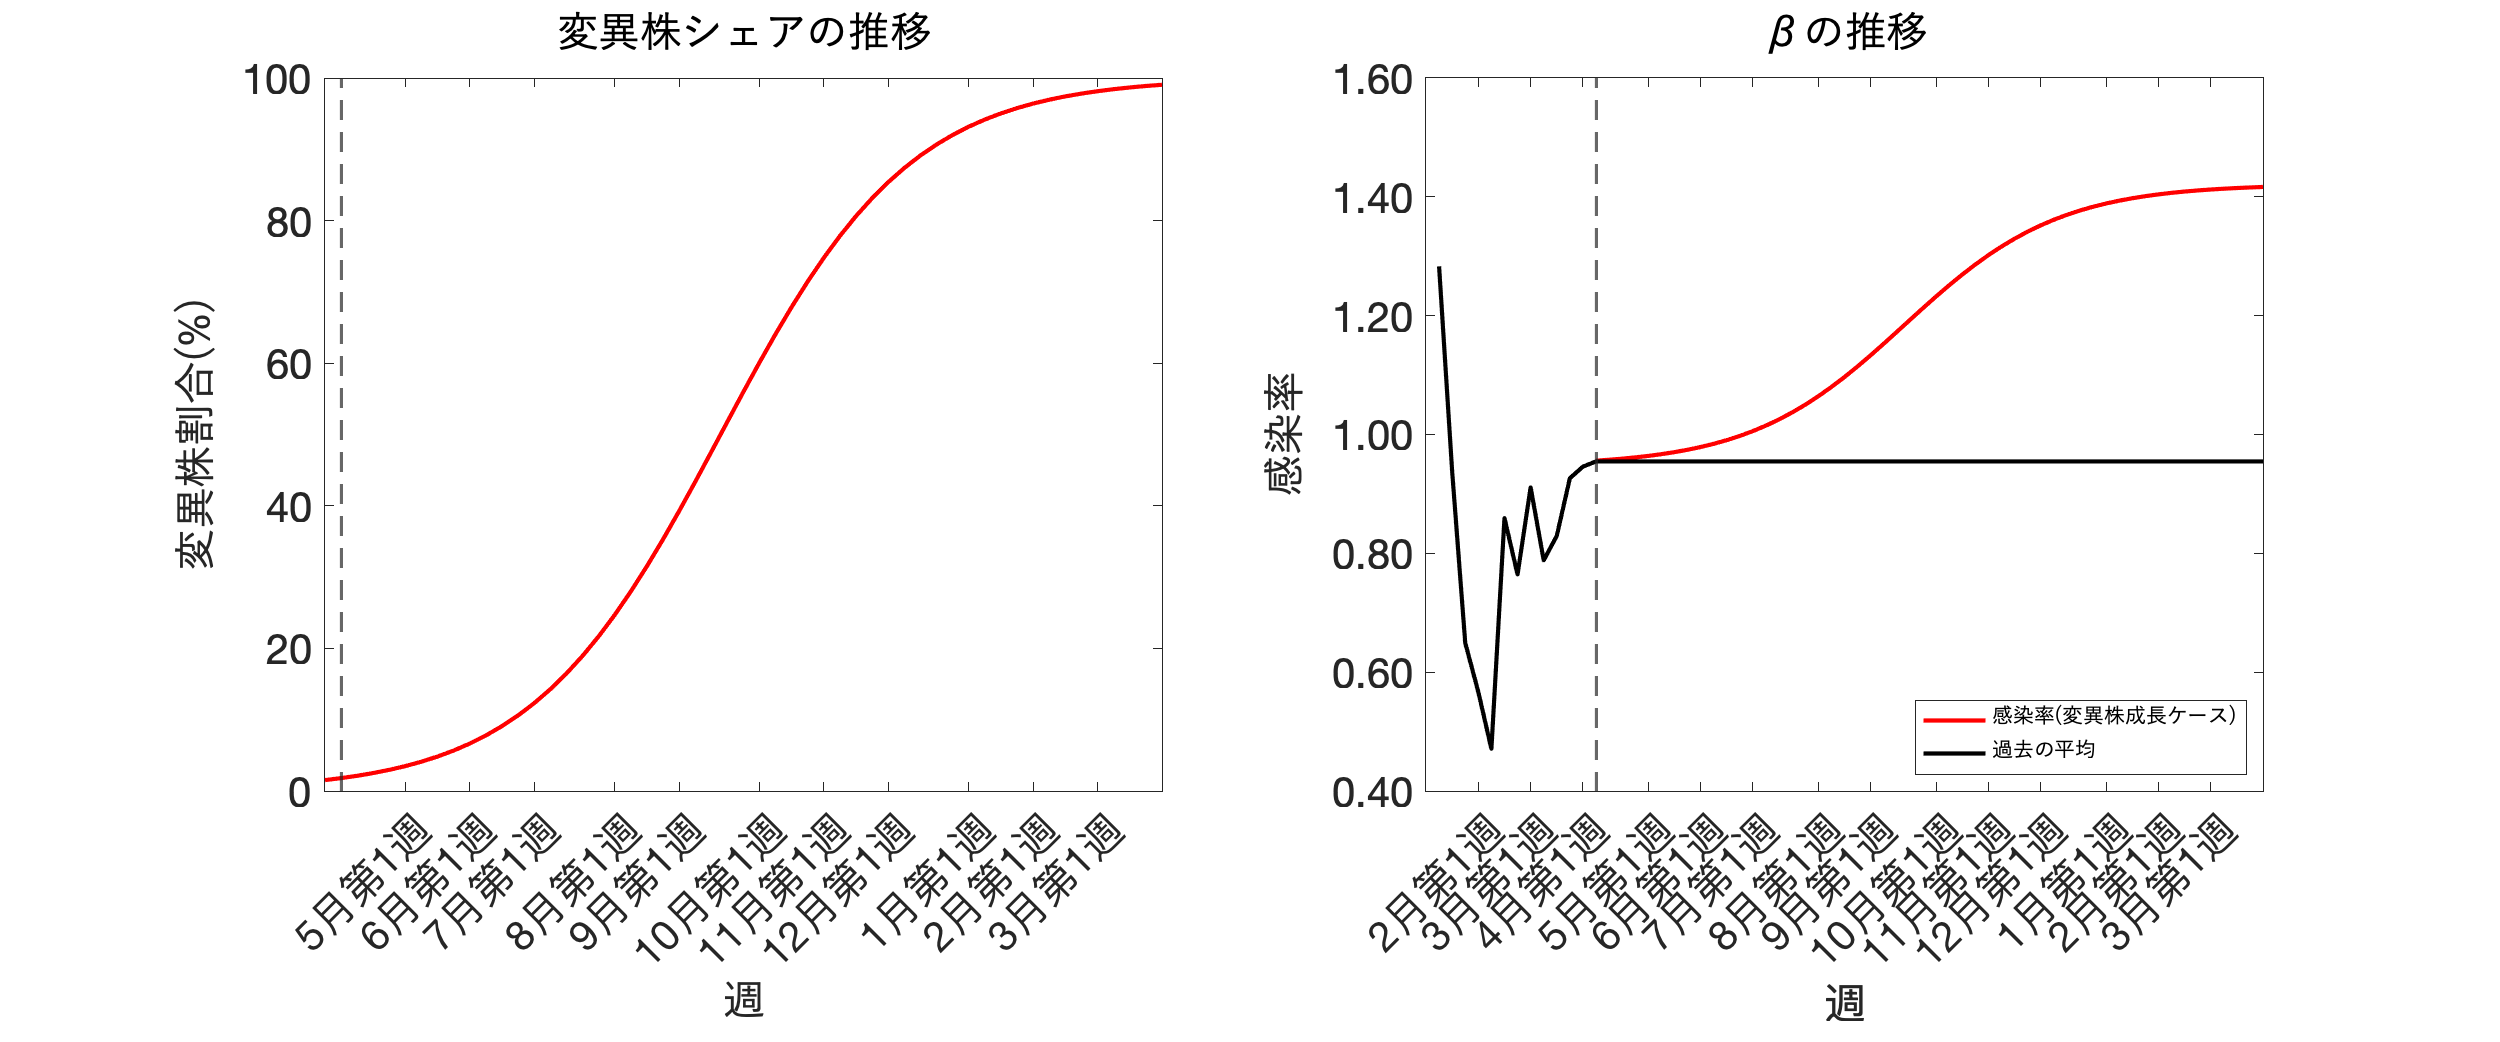 変異株シェアの推移
100
80
60
40
20
0
変異株割合(%)
5月第1週
6月第1週
7月第1週
8月第1週
9月第1週
10月第1週
11月第1週
12月第1週
1月第1週
2月第1週
3月第1週
週
βの推移
1.60
1.40
1.20
1.00
0.80
0.60
0.40
感染率
感染率(変異株成長ケース)
過去の平均
2月第1週
3月第1週
4月第1週
5月第1週
6月第1週
7月第1週
8月第1週
9月第1週
10月第1週
11月第1週
12月第1週
1月第1週
2月第1週
3月第1週
週